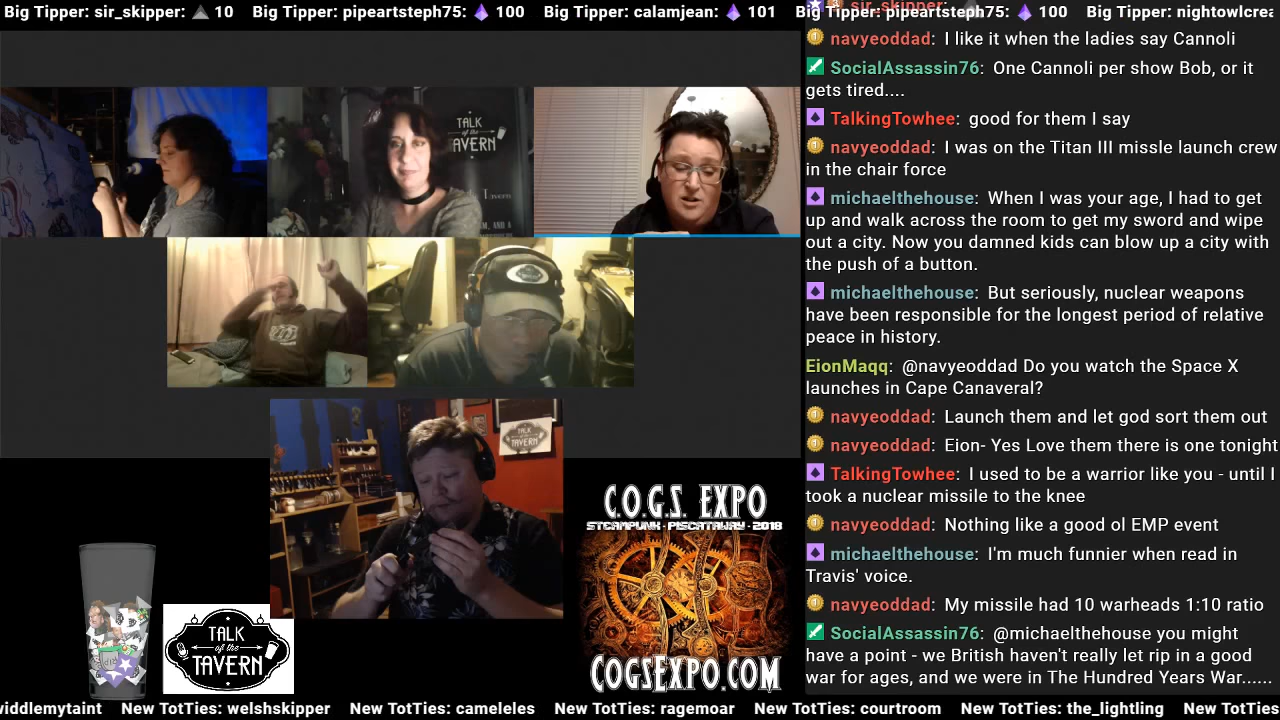 Big Tipper: sir_skipper: 10 Big Tipper: pipeartsteph75: 100 Big Tipper: calamjean: 101 Big Tipper: pipeartsteph75: 100 Big Tipper: nightowlcrea
sir_skipper:
navyeoddad: I like it when the ladies say Cannoli
SocialAssassin76: One Cannoli per show Bob, or it
gets tired....
TalkingTowhee: good for them I say
navyeoddad: I was on the Titan III missle launch crew
in the chair force
michaelthehouse: When I was your age, I had to get
up and walk across the room to get my sword and wipe
out a city. Now you damned kids can blow up a city with
the push of a button.
michaelthehouse: But seriously, nuclear weapons
have been responsible for the longest period of relative
peace in history.
EionMaqq: @navyeoddad Do you watch the Space X
launches in Cape Canaveral?
navyeoddad: Launch them and let god sort them out
navyeoddad: Eion- Yes Love them there is one tonight
TalkingTowhee: I used to be a warrior like you - until I
took a nuclear missile to the knee
navyeoddad: Nothing like a good ol EMP event
michaelthehouse: I'm much funnier when read in
Travis' voice.
navyeoddad: My missile had 10 warheads 1:10 ratio
SocialAssassin76: @michaelthehouse you might
have a point - we British haven't really let rip in a good
war for ages, and we were in The Hundred Years War......
TALK
of the
TAVERN
TALK
of the
TAVERN
C.O.G.S. EXPO
STEAMPUNK · PISCATAWAY · 2018
COGSEXPO.COM
TALK
of the
TAVERN
viddlemytaint New TotTies: welshskipper New TotTies: cameleles New TotTies: ragemoar New TotTies: courtroom New TotTies: the_lightling New TotTies